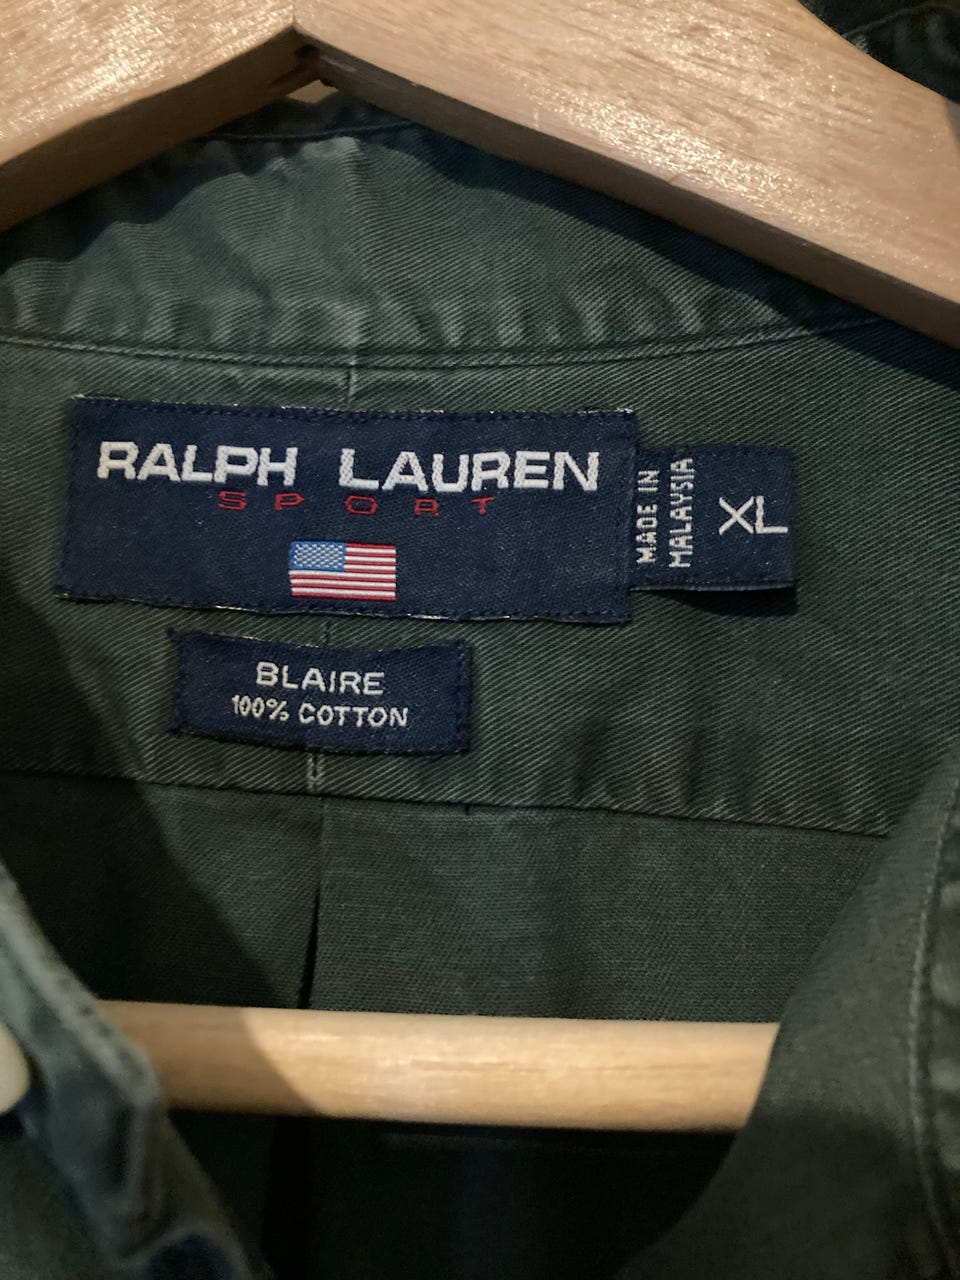 RALPH LAUREN
SPORT
MADE IN
MALAYSIA
XL
BLAIRE
100% COTTON